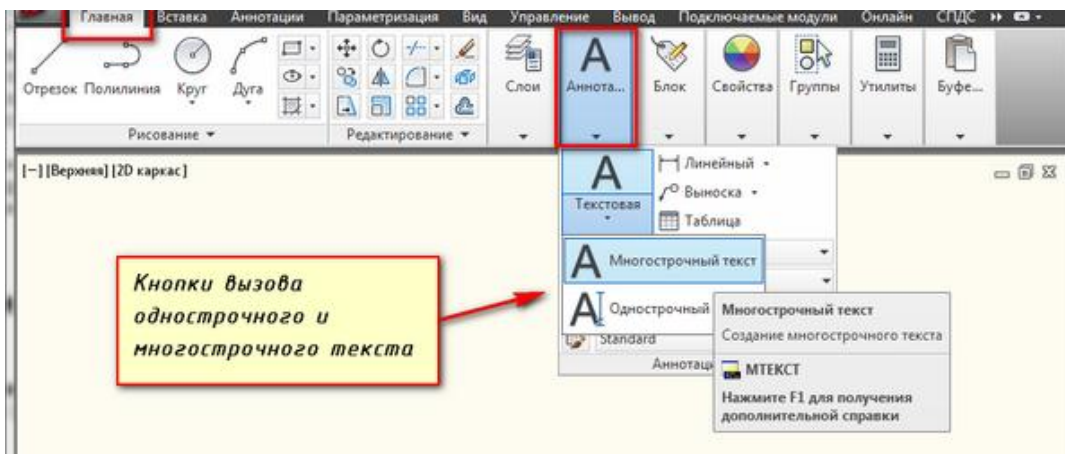 Главная Вставка Аннотации Параметризация Вид Управление Вывод Подключаемые модули Онлайн СПДС
Отрезок Полилиния Круг Дуга Слои Аннота... Блок Свойства Группы Утилиты Буфе...
Рисование Редактирование
[−][Верхняя][2D каркас]
Линейный
Выноска
Текстовая
Таблица
Многострочный текст
Однострочный
Standard
Аннотац
Кнопки вызова
однострочного и
многострочного текста
Многострочный текст
Создание многострочного текста
МТЕКСТ
Нажмите F1 для получения
дополнительной справки